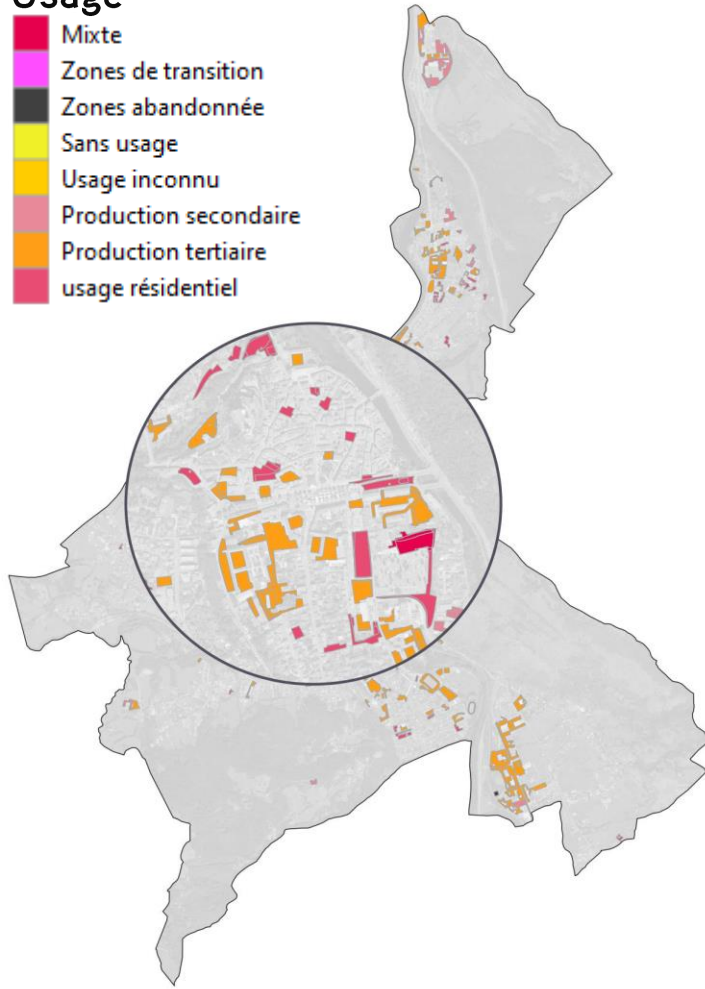 Usage
Mixte
Zones de transition
Zones abandonnée
Sans usage
Usage inconnu
Production secondaire
Production tertiaire
usage résidentiel